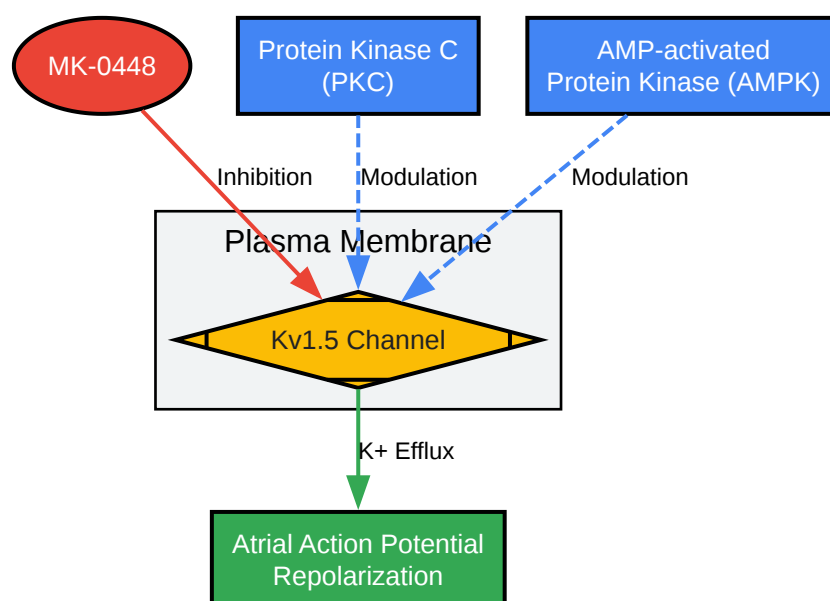 MK-0448
Protein Kinase C
(PKC)
AMP-activated
Protein Kinase (AMPK)
Inhibition
Modulation
Modulation
Plasma Membrane
Kv1.5 Channel
K+ Efflux
Atrial Action Potential
Repolarization